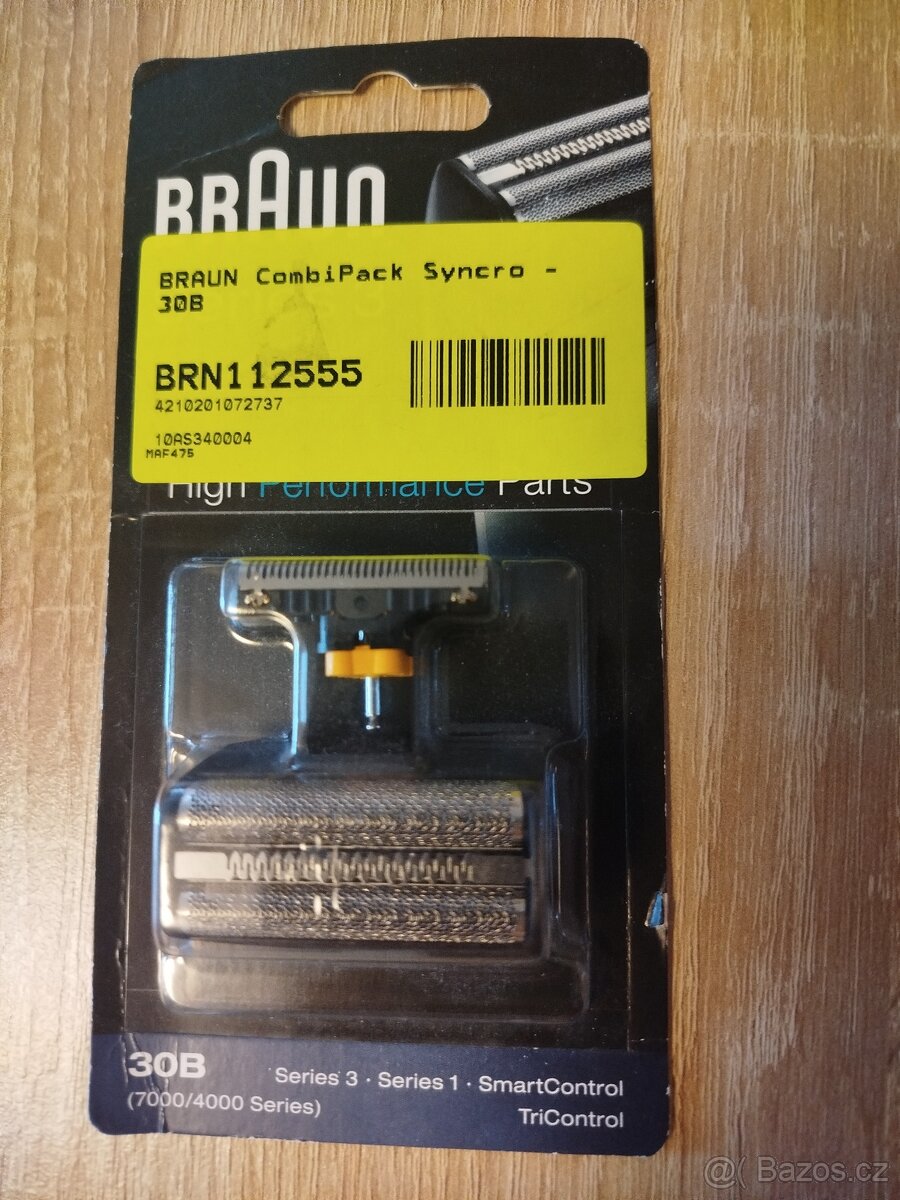 BRAUN
BRAUN CombiPack Syncro -
30B
BRN112555
4210201072737
10AS340004
MAF475
High Performance Parts
30B
(7000/4000 Series)
Series 3 · Series 1 · SmartControl
TriControl
@( Bazos.cz